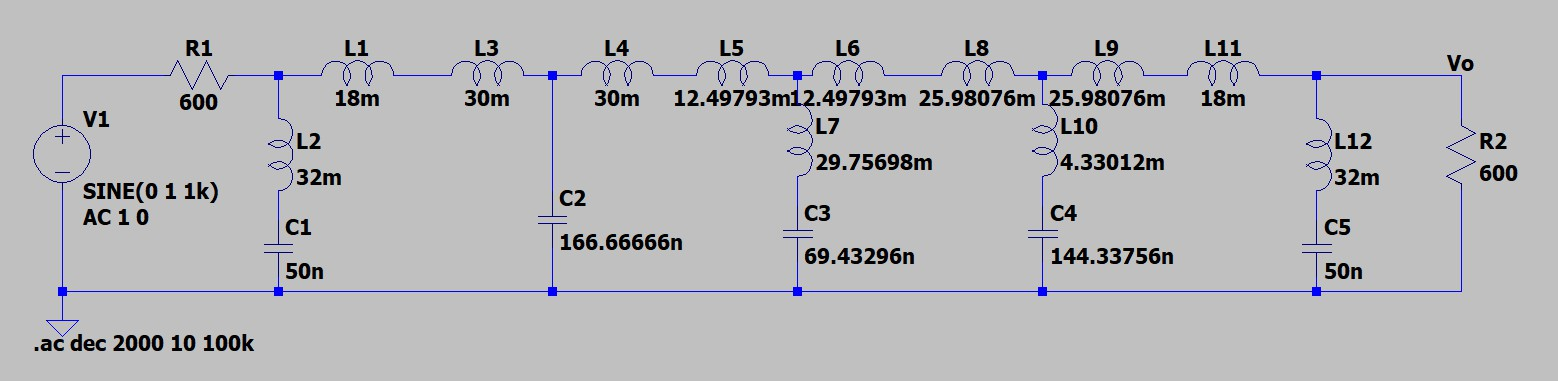 R1
600
L1
18m
L3
30m
L4
30m
L5
12.49793m
L6
12.49793m
L8
25.98076m
L9
25.98076m
L11
18m
Vo
V1
SINE(0 1 1k)
AC 1 0
L2
32m
C1
50n
C2
166.66666n
L7
29.75698m
C3
69.43296n
L10
4.33012m
C4
144.33756n
L12
32m
C5
50n
R2
600
.ac dec 2000 10 100k